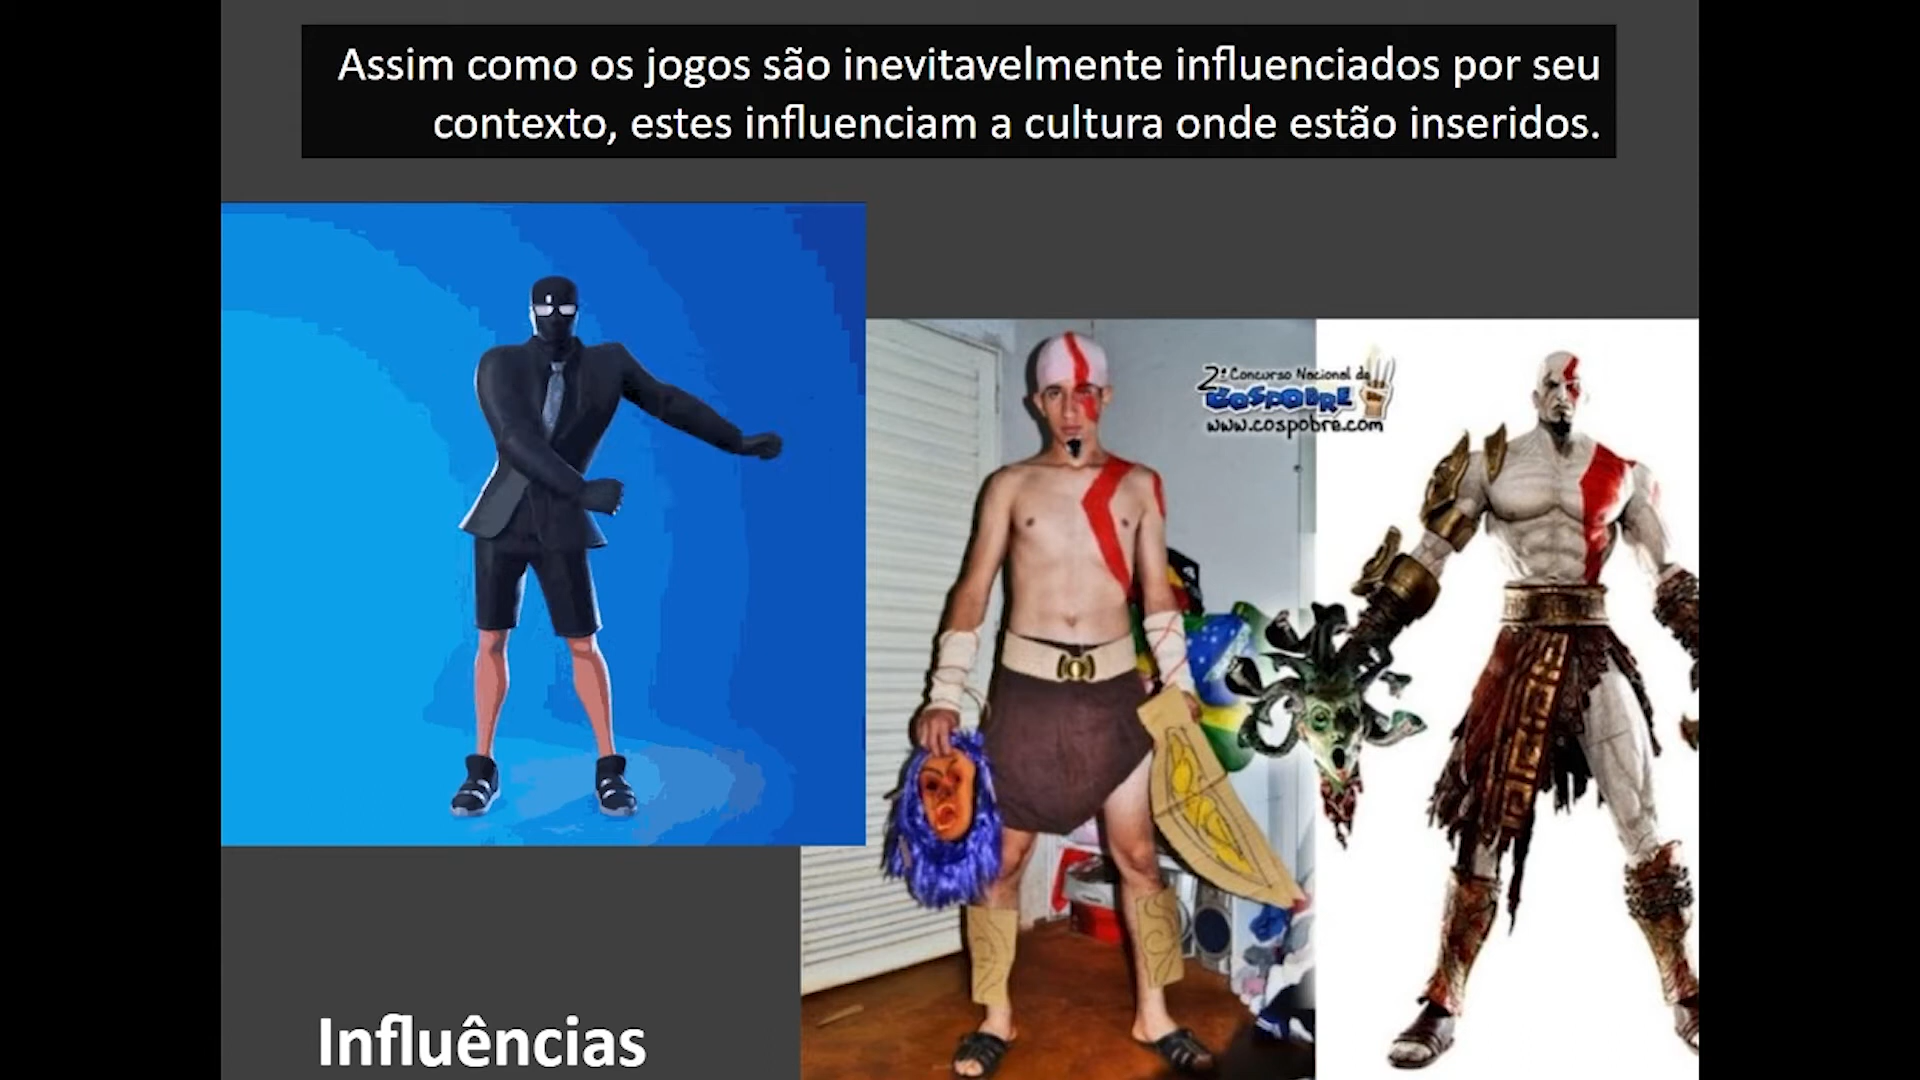 Assim como os jogos são inevitavelmente influenciados por seu
contexto, estes influenciam a cultura onde estão inseridos.
2º Concurso Nacional de
COSPOBRE
www.cospobre.com
Influências